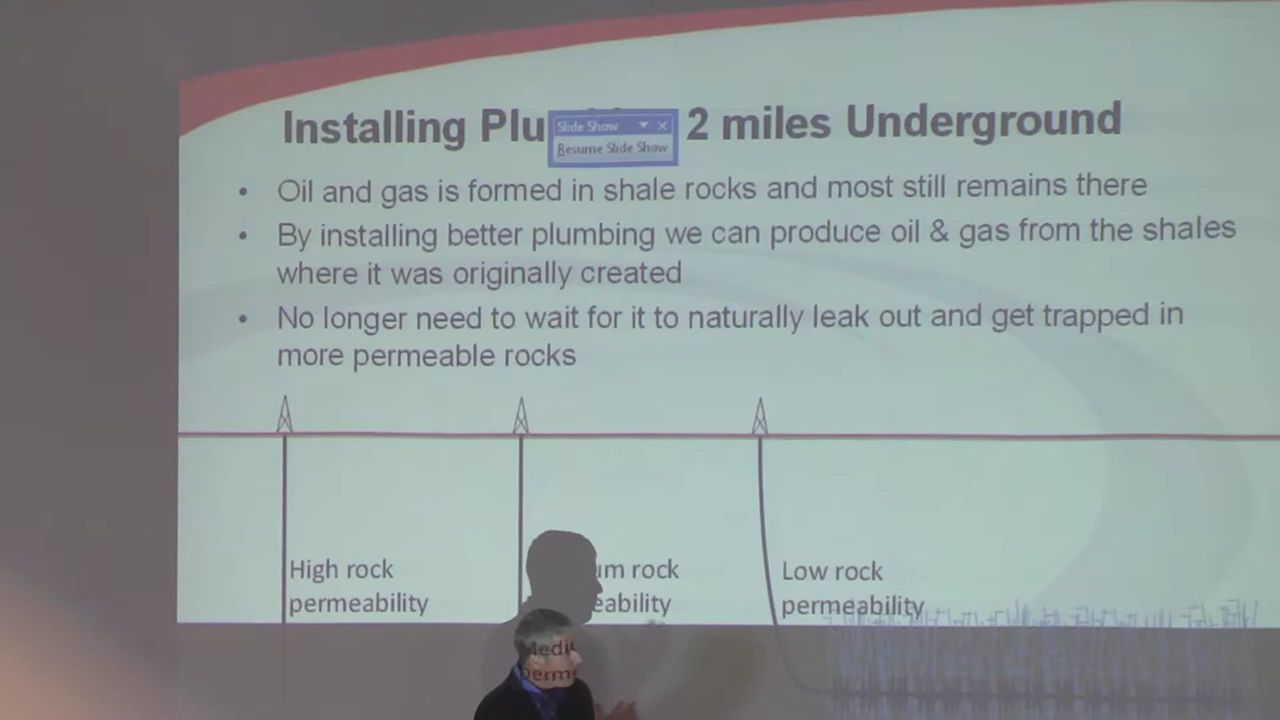 Installing Plu 2 miles Underground
Slide Show
Resume Slide Show
• Oil and gas is formed in shale rocks and most still remains there
• By installing better plumbing we can produce oil & gas from the shales
where it was originally created
• No longer need to wait for it to naturally leak out and get trapped in
more permeable rocks
High rock
permeability
um rock
eability
Medi
perm
Low rock
permeability